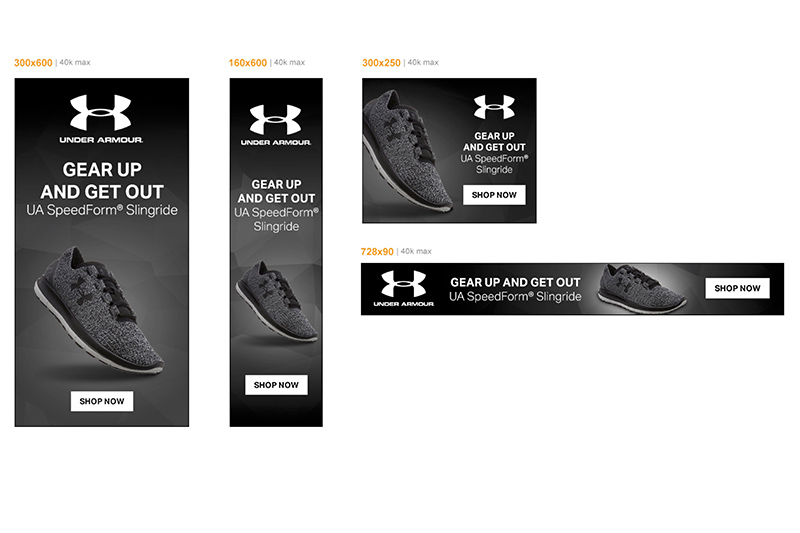 300x600 | 40k max
UNDER ARMOUR.
GEAR UP
AND GET OUT
UA SpeedForm® Slingride
SHOP NOW
160x600 | 40k max
UNDER ARMOUR.
GEAR UP
AND GET OUT
UA SpeedForm®
Slingride
SHOP NOW
300x250 | 40k max
GEAR UP
AND GET OUT
UA SpeedForm®
Slingride
SHOP NOW
728x90 | 40k max
UNDER ARMOUR.
GEAR UP AND GET OUT
UA SpeedForm® Slingride
SHOP NOW